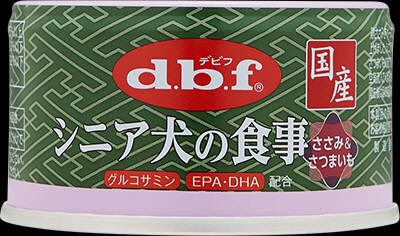 デビフ
d.b.f®
国産
シニア犬の食事
ささみ&
さつまいも
グルコサミン EPA・DHA 配合